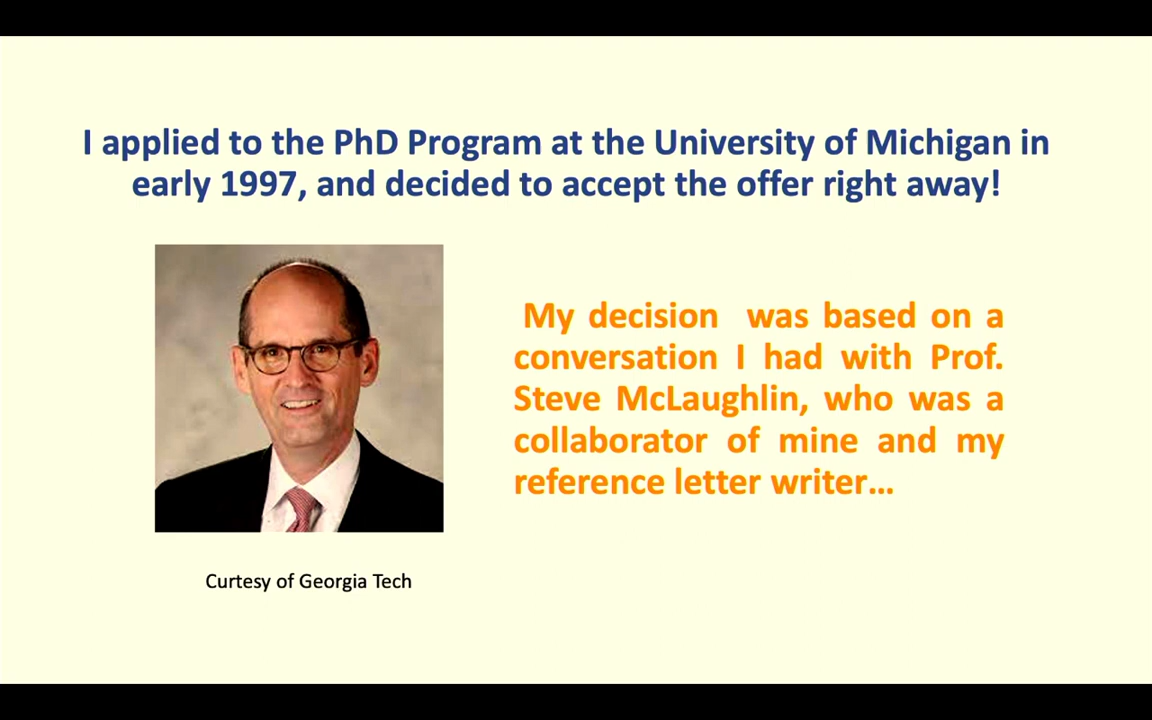 I applied to the PhD Program at the University of Michigan in
early 1997, and decided to accept the offer right away!
My decision was based on a
conversation I had with Prof.
Steve McLaughlin, who was a
collaborator of mine and my
reference letter writer…
Curtesy of Georgia Tech